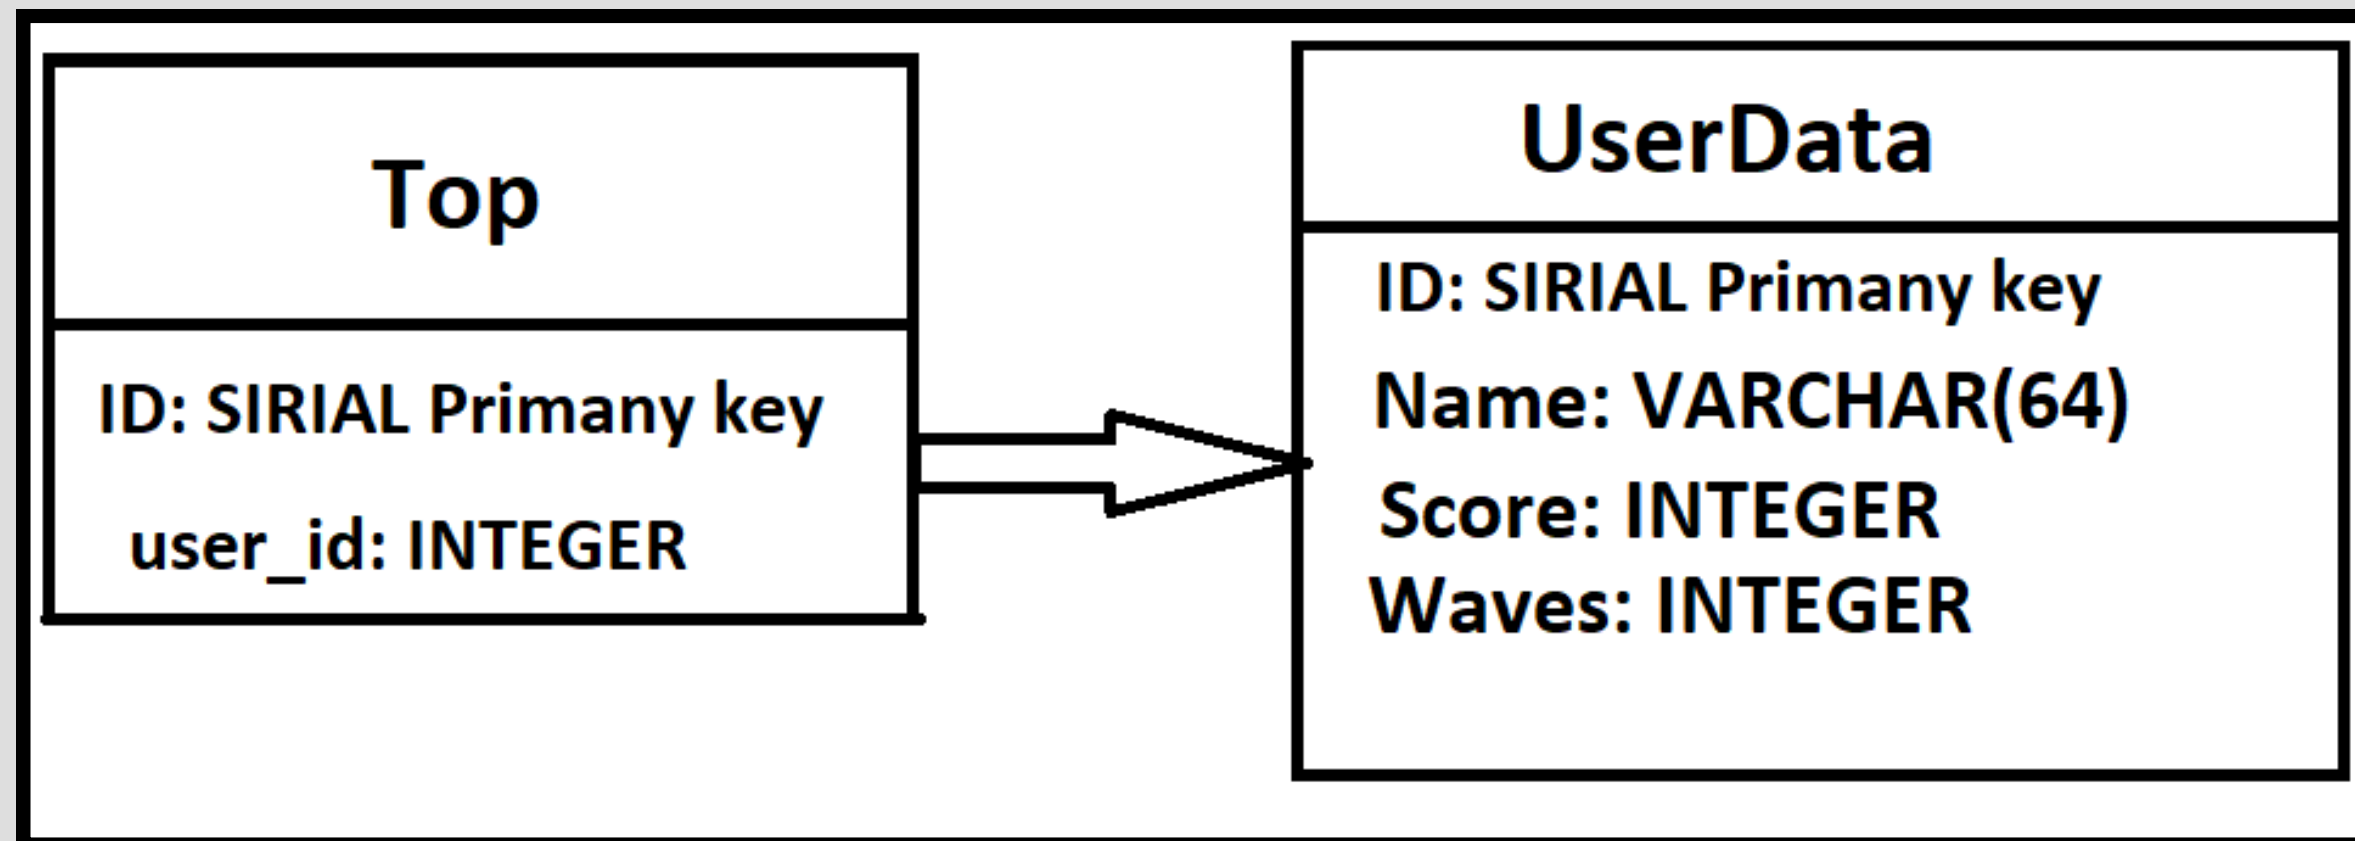 Top
ID: SIRIAL Primany key
user_id: INTEGER
UserData
ID: SIRIAL Primany key
Name: VARCHAR(64)
Score: INTEGER
Waves: INTEGER